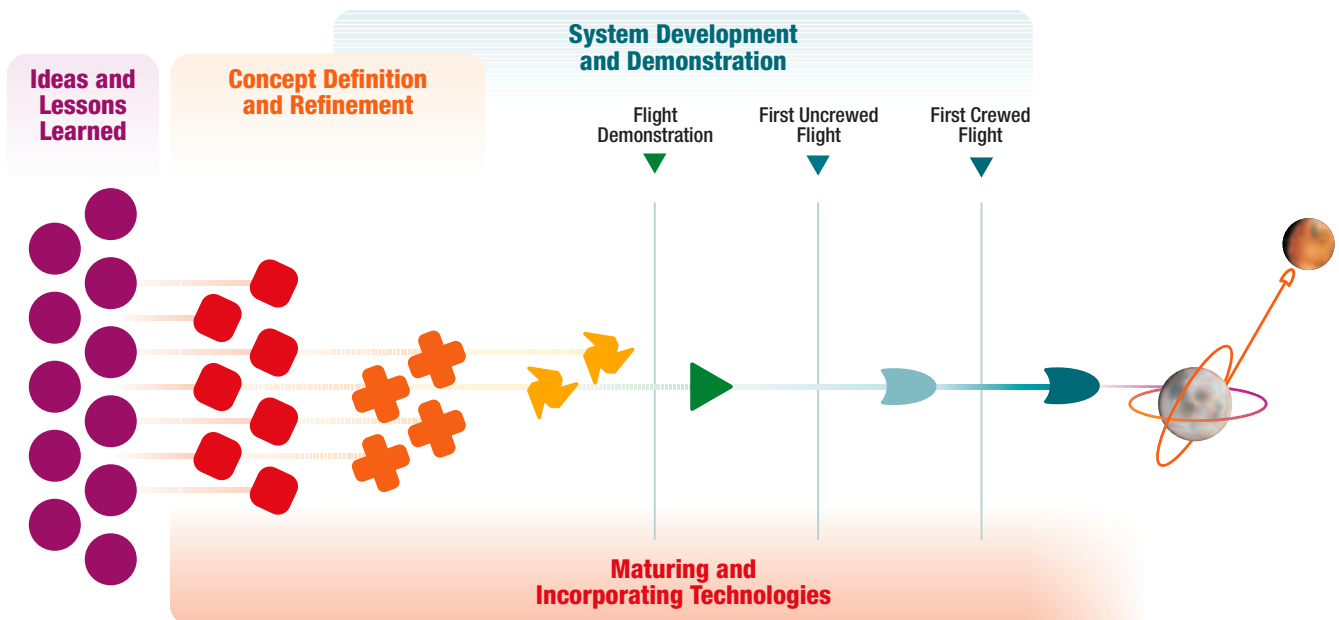 Ideas and
Lessons
Learned
Concept Definition
and Refinement
System Development
and Demonstration
Flight
Demonstration
First Uncrewed
Flight
First Crewed
Flight
Maturing and
Incorporating Technologies